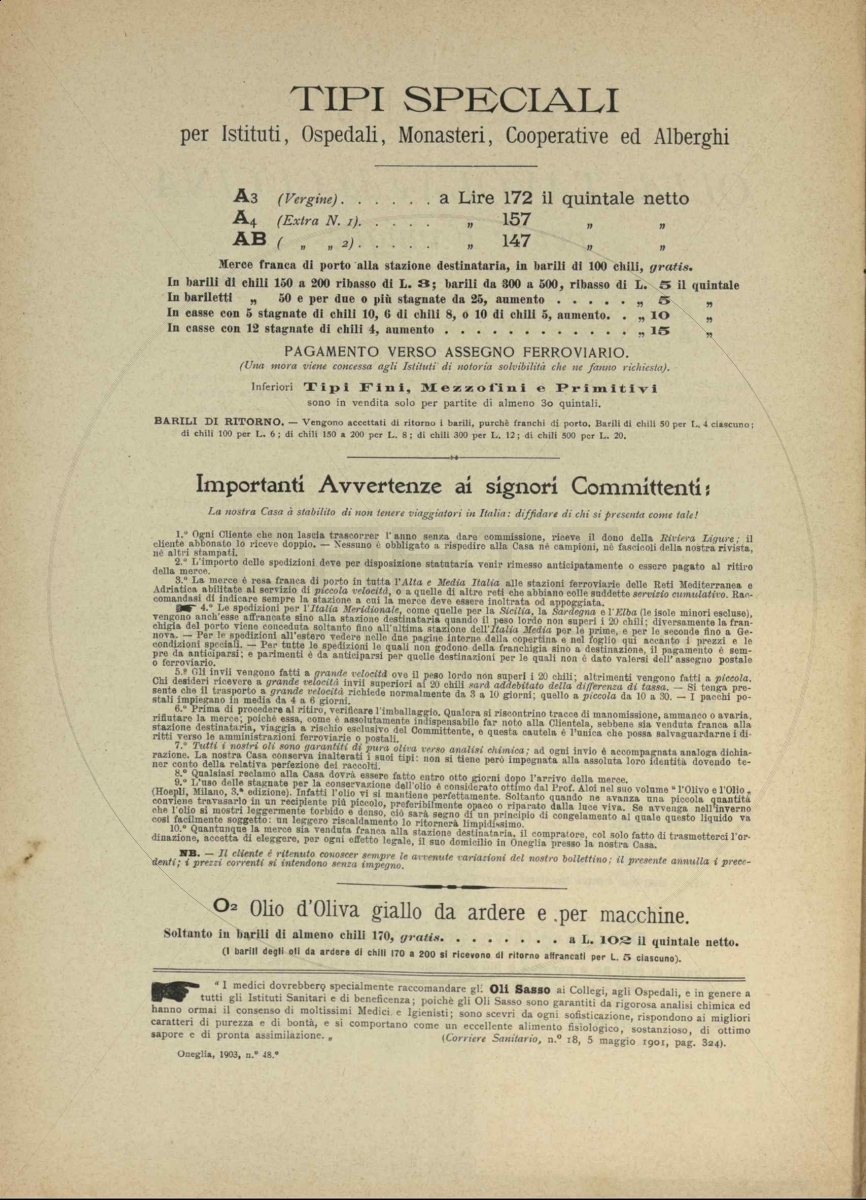 TIPI SPECIALI
per Istituti, Ospedali, Monasteri, Cooperative ed Alberghi
A3 (Vergine). . . . . . . a Lire 172 il quintale netto
A4 (Extra N. 1). . . . . „ 157 „ „
AB ( „ „ 2). . . . . „ 147 „ „
Merce franca di porto alla stazione destinataria, in barili di 100 chili, gratis.
In barili di chili 150 a 200 ribasso di L. 3; barili da 300 a 500, ribasso di L. 5 il quintale
In bariletti „ 50 e per due o più stagnate da 25, aumento . . . . . „ 5 „
In casse con 5 stagnate di chili 10, 6 di chili 8, o 10 di chili 5, aumento. . „ 10 „
In casse con 12 stagnate di chili 4, aumento . . . . . . . . . . . . „ 15 „
PAGAMENTO VERSO ASSEGNO FERROVIARIO.
(Una mora viene concessa agli Istituti di notoria solvibilità che ne fanno richiesta).
Inferiori Tipi Fini, Mezzofini e Primitivi
sono in vendita solo per partite di almeno 30 quintali.
BARILI DI RITORNO. — Vengono accettati di ritorno i barili, purchè franchi di porto. Barili di chili 50 per L. 4 ciascuno;
di chili 100 per L. 6; di chili 150 a 200 per L. 8; di chili 300 per L. 12; di chili 500 per L. 20.
Importanti Avvertenze ai signori Committenti:
La nostra Casa à stabilito di non tenere viaggiatori in Italia: diffidare di chi si presenta come tale!
1.° Ogni Cliente che non lascia trascorrer l'anno senza dare commissione, riceve il dono della Riviera Ligure; il
cliente abbonato lo riceve doppio. — Nessuno è obbligato a rispedire alla Casa né campioni, nè fascicoli della nostra rivista,
nè altri stampati.
2.° L'importo delle spedizioni deve per disposizione statutaria venir rimesso anticipatamente o essere pagato al ritiro
della merce.
3.° La merce è resa franca di porto in tutta l'Alta e Media Italia alle stazioni ferroviarie delle Reti Mediterranea e
Adriatica abilitate al servizio di piccola velocità, o a quelle di altre reti che abbiano colle suddette servizio cumulativo. Rac-
comandasi di indicare sempre la stazione a cui la merce deve essere inoltrata od appoggiata.
4.° Le spedizioni per l'Italia Meridionale, come quelle per la Sicilia, la Sardegna e l'Elba (le isole minori escluse),
vengono anch'esse affrancate sino alla stazione destinataria quando il peso lordo non superi i 20 chili; diversamente la fran-
chigia del porto viene conceduta soltanto fino all'ultima stazione dell'Italia Media per le prime, e per le seconde fino a Ge-
nova. — Per le spedizioni all'estero vedere nelle due pagine interne della copertina e nel foglio qui accanto i prezzi e le
condizioni speciali. — Per tutte le spedizioni le quali non godono della franchigia sino a destinazione, il pagamento è sem-
pre da anticiparsi; e parimenti è da anticiparsi per quelle destinazioni per le quali non è dato valersi dell'assegno postale
o ferroviario.
5.° Gli invii vengono fatti a grande velocità ove il peso lordo non superi i 20 chili; altrimenti vengono fatti a piccola.
Chi desideri ricevere a grande velocità invii superiori ai 20 chili sarà addebitato della differenza di tassa. — Si tenga pre-
sente che il trasporto a grande velocità richiede normalmente da 3 a 10 giorni; quello a piccola da 10 a 30. — I pacchi po-
stali impiegano in media da 4 a 6 giorni.
6.° Prima di procedere al ritiro, verificare l'imballaggio. Qualora si riscontrino tracce di manomissione, ammanco o avaria,
rifiutare la merce; poichè essa, come è assolutamente indispensabile far noto alla Clientela, sebbene sia venduta franca alla
stazione destinataria, viaggia a rischio esclusivo del Committente, e questa cautela è l'unica che possa salvaguardarne i di-
ritti verso le amministrazioni ferroviarie o postali.
7.° Tutti i nostri oli sono garantiti di pura oliva verso analisi chimica; ad ogni invio è accompagnata analoga dichia-
razione. La nostra Casa conserva inalterati i suoi tipi: non si tiene però impegnata alla assoluta loro identità dovendo te-
ner conto della relativa perfezione dei raccolti.
8.° Qualsiasi reclamo alla Casa dovrà essere fatto entro otto giorni dopo l'arrivo della merce.
9.° L'uso delle stagnate per la conservazione dell'olio è considerato ottimo dal Prof. Aloi nel suo volume "l'Olivo e l'Olio„
(Hoepli, Milano, 3.ª edizione). Infatti l'olio vi si mantiene perfettamente. Soltanto quando ne avanza una piccola quantità
conviene travasarlo in un recipiente più piccolo, preferibilmente opaco o riparato dalla luce viva. Se avvenga nell'inverno
che l'olio si mostri leggermente torbido e denso, ciò sarà segno di un principio di congelamento al quale questo liquido va
così facilmente soggetto: un leggero riscaldamento lo ritornerà limpidissimo.
10.° Quantunque la merce sia venduta franca alla stazione destinataria, il compratore, col solo fatto di trasmetterci l'or-
dinazione, accetta di eleggere, per ogni effetto legale, il suo domicilio in Oneglia presso la nostra Casa.
NB. — Il cliente è ritenuto conoscer sempre le avvenute variazioni del nostro bollettino; il presente annulla i prece-
denti; i prezzi correnti si intendono senza impegno.
O2 Olio d'Oliva giallo da ardere e per macchine.
Soltanto in barili di almeno chili 170, gratis. . . . . . . . a L. 102 il quintale netto.
(I barili degli oli da ardere di chili 170 a 200 si ricevono di ritorno affrancati per L. 5 ciascuno).
"I medici dovrebbero specialmente raccomandare gli Oli Sasso ai Collegi, agli Ospedali, e in genere a
tutti gli Istituti Sanitari e di beneficenza; poichè gli Oli Sasso sono garantiti da rigorosa analisi chimica ed
hanno ormai il consenso di moltissimi Medici e Igienisti; sono scevri da ogni sofisticazione, rispondono ai migliori
caratteri di purezza e di bontà, e si comportano come un eccellente alimento fisiologico, sostanzioso, di ottimo
sapore e di pronta assimilazione. „ (Corriere Sanitario, n.° 18, 5 maggio 1901, pag. 324).
Oneglia, 1903, n.° 48.°